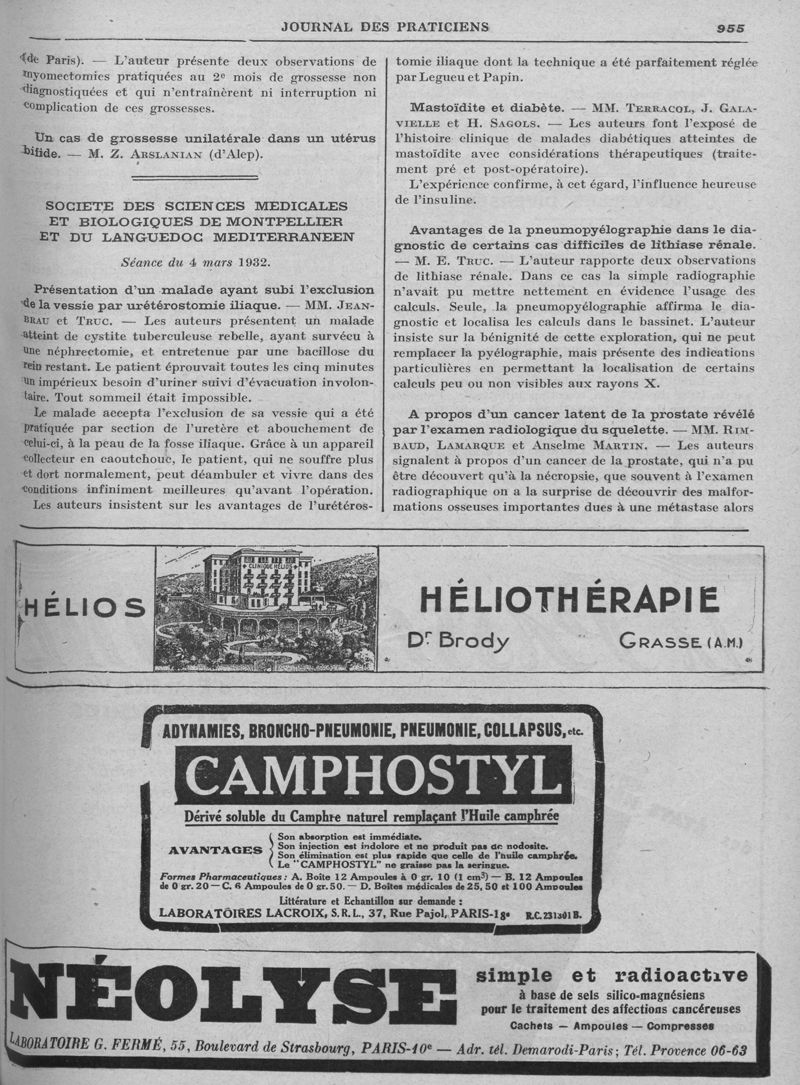 JOURNAL DES PRATICIENS 955
(de Paris). — L'auteur présente deux observations de
myomectomies pratiquées au 2e mois de grossesse non
diagnostiquées et qui n'entraînèrent ni interruption ni
complication de ces grossesses.
Un cas de grossesse unilatérale dans un utérus
bifide. — M. Z. ARSLANIAN (d'Alep).
SOCIETE DES SCIENCES MEDICALES
ET BIOLOGIQUES DE MONTPELLIER
ET DU LANGUEDOC MEDITERRANEEN
Séance du 4 mars 1932.
Présentation d'un malade ayant subi l'exclusion
de la vessie par urétérostomie iliaque. — MM. JEAN-
BRAU et TRUC. — Les auteurs présentent un malade
atteint de cystite tuberculeuse rebelle, ayant survécu à
une néphrectomie, et entretenue par une bacillose du
rein restant. Le patient éprouvait toutes les cinq minutes
un impérieux besoin d'uriner suivi d'évacuation involon-
taire. Tout sommeil était impossible.
Le malade accepta l'exclusion de sa vessie qui a été
pratiquée par section de l'uretère et abouchement de
celui-ci, à la peau de la fosse iliaque. Grâce à un appareil
collecteur en caoutchouc, le patient, qui ne souffre plus
et dort normalement, peut déambuler et vivre dans des
conditions infiniment meilleures qu'avant l'opération.
Les auteurs insistent sur les avantages de l'urétéros-
tomie iliaque dont la technique a été parfaitement réglée
par Legueu et Papin.
Mastoïdite et diabète. — MM. TERRACOL, J. GALA-
VIELLE et H. SAGOLS. — Les auteurs font l'exposé de
l'histoire clinique de malades diabétiques atteintes de
mastoïdite avec considérations thérapeutiques (traite-
ment pré et post-opératoire).
L'expérience confirme, à cet égard, l'influence heureuse
de l'insuline.
Avantages de la pneumopyélographie dans le dia-
gnostic de certains cas difficiles de lithiase rénale.
— M. E. TRUC. — L'auteur rapporte deux observations
de lithiase rénale. Dans ce cas la simple radiographie
n'avait pu mettre nettement en évidence l'usage des
calculs. Seule, la pneumopyélographie affirma le dia-
gnostic et localisa les calculs dans le bassinet. L'auteur
insiste sur la bénignité de cette exploration, qui ne peut
remplacer la pyélographie, mais présente des indications
particulières en permettant la localisation de certains
calculs peu ou non visibles aux rayons X.
A propos d'un cancer latent de la prostate révélé
par l'examen radiologique du squelette. — MM. RIM-
BAUD, LAMARQUE et Anselme MARTIN. — Les auteurs
signalent à propos d'un cancer de la prostate, qui n'a pu
être découvert qu'à la nécropsie, que souvent à l'examen
radiographique on a la surprise de découvrir des malfor-
mations osseuses importantes dues à une métastase alors
HÉLIOS
CLINIQUE HÉLIOS
HÉLIOTHÉRAPIE
Dr Brody GRASSE (A.M.)
ADYNAMIES, BRONCHO-PNEUMONIE, PNEUMONIE, COLLAPSUS, etc.
CAMPHOSTYL
Dérivé soluble du Camphre naturel remplaçant l'Huile camphrée
AVANTAGES
Son absorption est immédiate.
Son injection est indolore et ne produit pas de nodosite.
Son élimination est plus rapide que celle de l'huile camphrée.
Le "CAMPHOSTYL" ne graisse pas la seringue.
Formes Pharmaceutiques : A. Boite 12 Ampoules à 0 gr. 10 (1 cm3) — B. 12 Ampoules
de 0 gr. 20 — C. 6 Ampoules de 0 gr. 50. — D. Boites médicales de 25, 50 et 100 Ampoules
Littérature et Echantillon sur demande :
LABORATOIRES LACROIX, S.R.L., 37, Rue Pajol, PARIS-18e R.C. 231301 B.
NÉOLYSE
simple et radioactive
à base de sels silico-magnésiens
pour le traitement des affections cancéreuses
Cachets — Ampoules — Compresses
LABORATOIRE G. FERMÉ, 55, Boulevard de Strasbourg, PARIS-10e — Adr. tél. Demarodi-Paris ; Tél. Provence 06-63